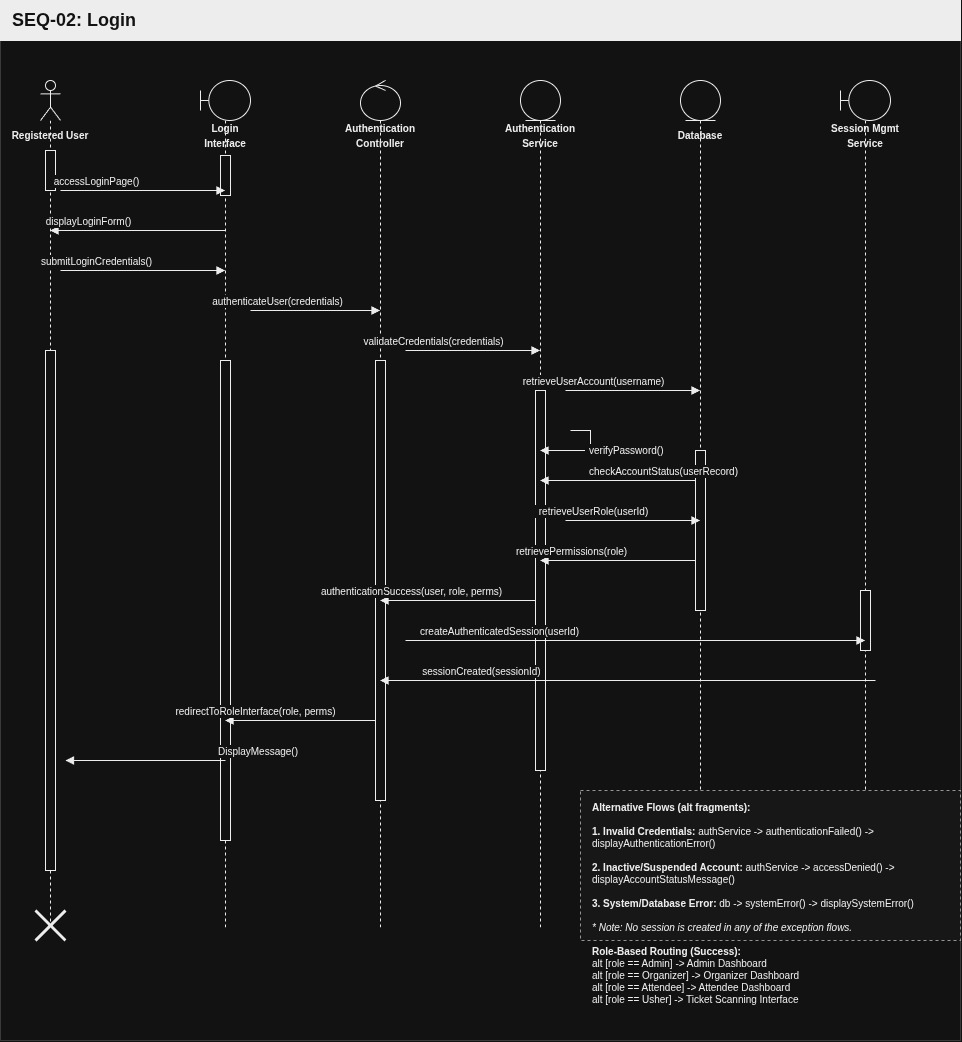 SEQ-02: Login
Registered User
Login
Interface
Authentication
Controller
Authentication
Service
Database
Session Mgmt
Service
accessLoginPage()
displayLoginForm()
submitLoginCredentials()
authenticateUser(credentials)
validateCredentials(credentials)
retrieveUserAccount(username)
verifyPassword()
checkAccountStatus(userRecord)
retrieveUserRole(userId)
retrievePermissions(role)
authenticationSuccess(user, role, perms)
createAuthenticatedSession(userId)
sessionCreated(sessionId)
redirectToRoleInterface(role, perms)
DisplayMessage()
Alternative Flows (alt fragments):
1. Invalid Credentials: authService -> authenticationFailed() ->
displayAuthenticationError()
2. Inactive/Suspended Account: authService -> accessDenied() ->
displayAccountStatusMessage()
3. System/Database Error: db -> systemError() -> displaySystemError()
* Note: No session is created in any of the exception flows.
Role-Based Routing (Success):
alt [role == Admin] -> Admin Dashboard
alt [role == Organizer] -> Organizer Dashboard
alt [role == Attendee] -> Attendee Dashboard
alt [role == Usher] -> Ticket Scanning Interface